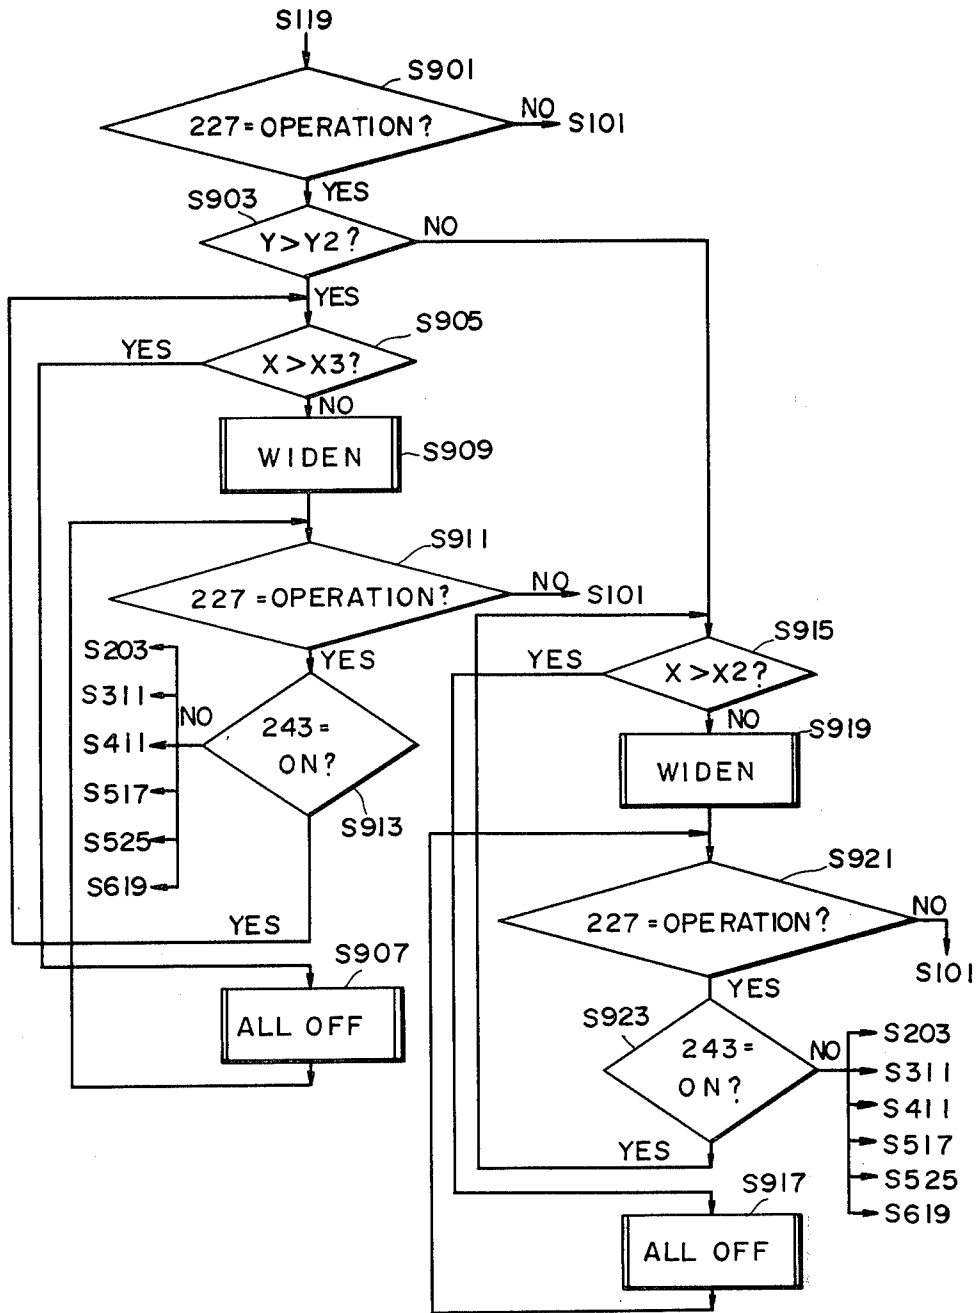 S119
S901
227=OPERATION?
NO
S101
YES
S903
Y>Y2?
NO
YES
S905
YES
X>X3?
NO
WIDEN
S909
S911
227=OPERATION?
NO
S101
YES
S203
S311
S411
S517
S525
S619
NO
243=
ON?
S913
YES
S907
ALL OFF
S915
YES
X>X2?
NO
S919
WIDEN
S921
227=OPERATION?
NO
S101
YES
S923
243=
ON?
NO
S203
S311
S411
S517
S525
S619
YES
S917
ALL OFF